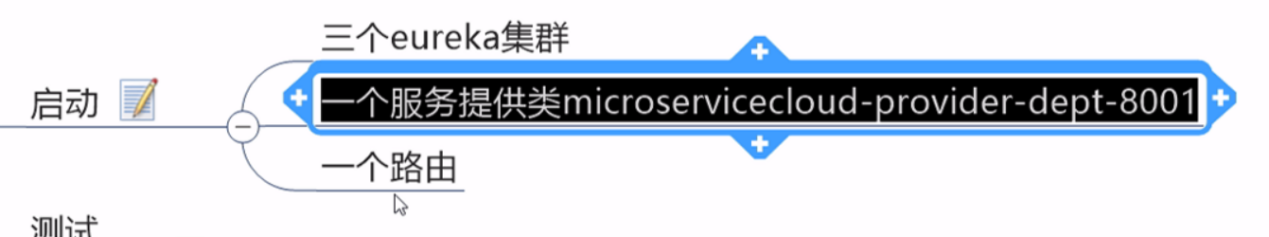 三个eureka集群
启动
一个服务提供类microservicecloud-provider-dept-8001
一个路由
测试